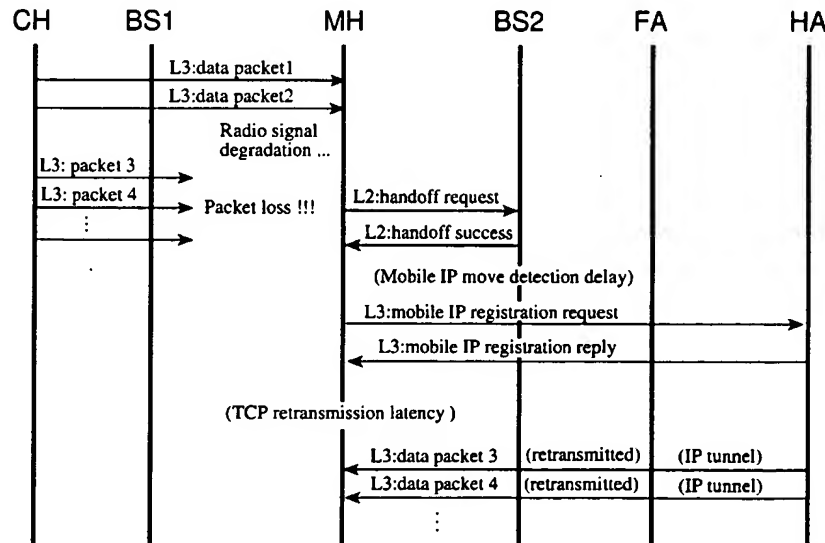 CH BS1 MH BS2 FA HA
L3:data packet1
L3:data packet2
Radio signal
degradation ...
L3: packet 3
L3: packet 4
Packet loss !!!
L2:handoff request
L2:handoff success
(Mobile IP move detection delay)
L3:mobile IP registration request
L3:mobile IP registration reply
(TCP retransmission latency )
L3:data packet 3 (retransmitted) (IP tunnel)
L3:data packet 4 (retransmitted) (IP tunnel)